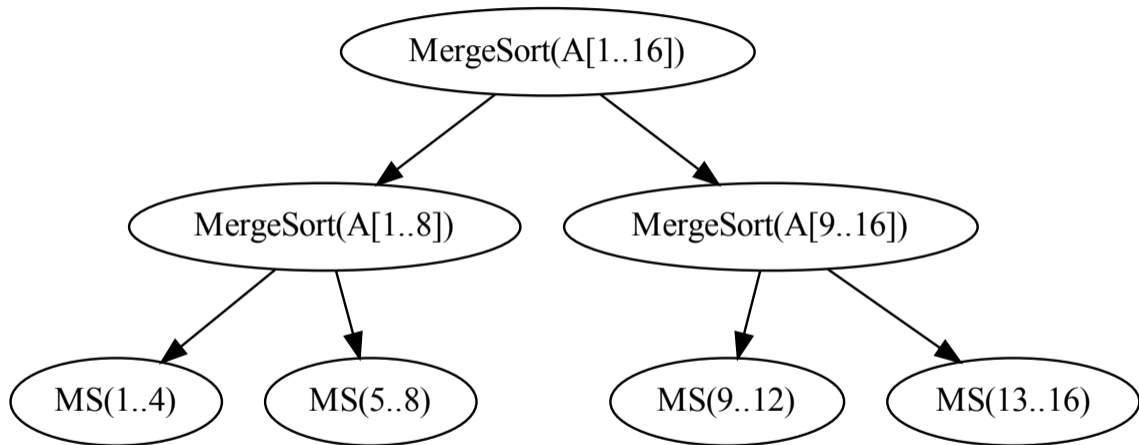 MergeSort(A[1..16])
MergeSort(A[1..8])
MergeSort(A[9..16])
MS(1..4)
MS(5..8)
MS(9..12)
MS(13..16)